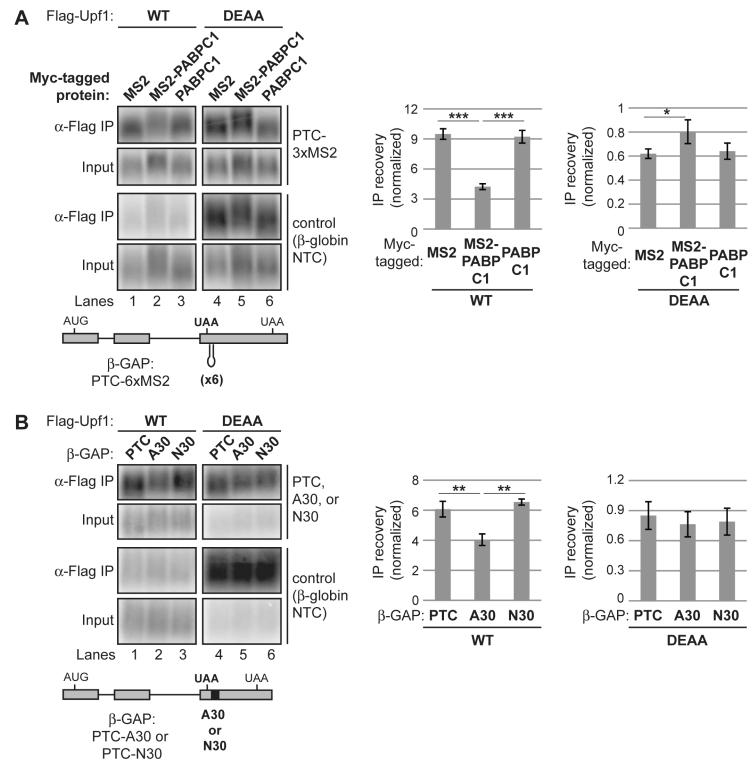 A
Flag-Upf1: WT DEAA
Myc-tagged protein: MS2 MS2-PABPC1 PABPC1 MS2 MS2-PABPC1 PABPC1
α-Flag IP
Input
PTC-
3xMS2
α-Flag IP
Input
control
(β-globin
NTC)
Lanes 1 2 3 4 5 6
AUG UAA UAA
β-GAP:
PTC-6xMS2
(x6)
IP recovery
(normalized)
12
9
6
3
0
*** ***
Myc-
tagged:
MS2 MS2-
PABP
C1 PABP
C1
WT
IP recovery
(normalized)
1
0.8
0.6
0.4
0.2
0
*
Myc-
tagged:
MS2 MS2-
PABP
C1 PABP
C1
DEAA
B
Flag-Upf1: WT DEAA
β-GAP: PTC A30 N30 PTC A30 N30
α-Flag IP
Input
PTC,
A30, or
N30
α-Flag IP
Input
control
(β-globin
NTC)
Lanes 1 2 3 4 5 6
AUG UAA UAA
β-GAP:
PTC-A30 or
PTC-N30
A30
or
N30
IP recovery
(normalized)
8
6
4
2
0
** **
β-GAP: PTC A30 N30
WT
IP recovery
(normalized)
1.2
0.9
0.6
0.3
0
β-GAP: PTC A30 N30
DEAA